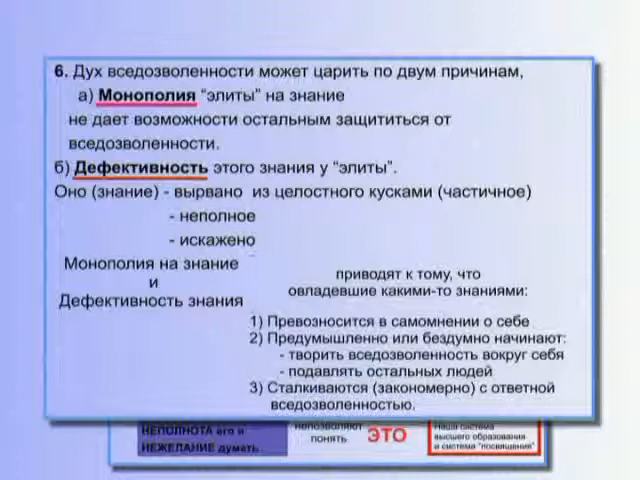 6. Дух вседозволенности может царить по двум причинам,
а) Монополия “элиты” на знание
не дает возможности остальным защититься от
вседозволенности.
б) Дефективность этого знания у “элиты”.
Оно (знание) - вырвано из целостного кусками (частичное)
- неполное
- искажено
Монополия на знание
и
Дефективность знания
приводят к тому, что
овладевшие какими-то знаниями:
1) Превозносится в самомнении о себе
2) Предумышленно или бездумно начинают:
- творить вседозволенность вокруг себя
- подавлять остальных людей
3) Сталкиваются (закономерно) с ответной
вседозволенностью.
НЕПОЛНОТА его и
НЕЖЕЛАНИЕ думать
непозволяют
понять
ЭТО
Наша система
высшего образования
и система “посвящения”